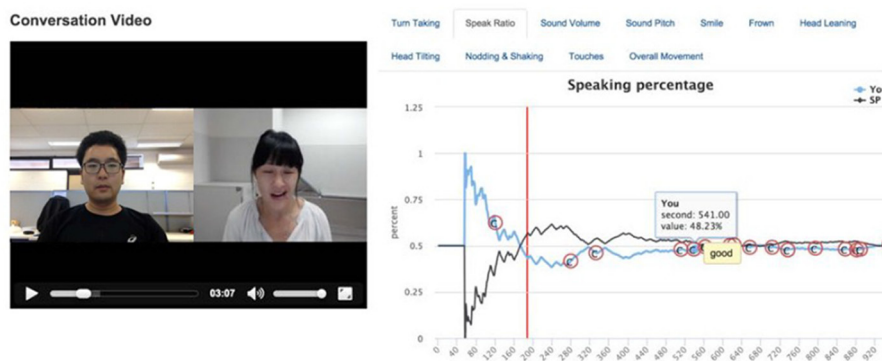 Conversation Video
03:07
Turn Taking Speak Ratio Sound Volume Sound Pitch Smile Frown Head Leaning
Head Tilting Nodding & Shaking Touches Overall Movement
Speaking percentage
You
SP
1.25
1
0.75
0.5
0.25
0
percent
You
second: 541.00
value: 48.23%
good
0 40 80 120 160 200 240 280 320 360 400 440 480 520 560 600 640 680 720 760 800 840 880 920